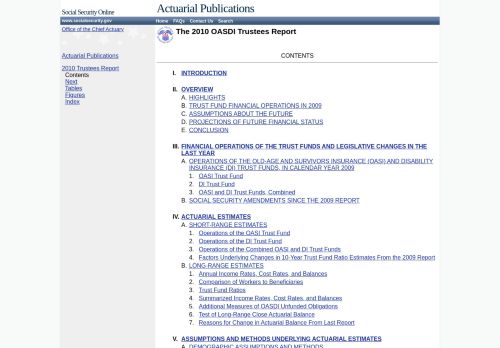 Social Security Online
Actuarial Publications
www.socialsecurity.gov
Home FAQs Contact Us Search
Office of the Chief Actuary
Actuarial Publications
2010 Trustees Report
Contents
Next
Tables
Figures
Index
The 2010 OASDI Trustees Report
CONTENTS
I. INTRODUCTION
II. OVERVIEW
A. HIGHLIGHTS
B. TRUST FUND FINANCIAL OPERATIONS IN 2009
C. ASSUMPTIONS ABOUT THE FUTURE
D. PROJECTIONS OF FUTURE FINANCIAL STATUS
E. CONCLUSION
III. FINANCIAL OPERATIONS OF THE TRUST FUNDS AND LEGISLATIVE CHANGES IN THE
LAST YEAR
A. OPERATIONS OF THE OLD-AGE AND SURVIVORS INSURANCE (OASI) AND DISABILITY
INSURANCE (DI) TRUST FUNDS, IN CALENDAR YEAR 2009
1. OASI Trust Fund
2. DI Trust Fund
3. OASI and DI Trust Funds, Combined
B. SOCIAL SECURITY AMENDMENTS SINCE THE 2009 REPORT
IV. ACTUARIAL ESTIMATES
A. SHORT-RANGE ESTIMATES
1. Operations of the OASI Trust Fund
2. Operations of the DI Trust Fund
3. Operations of the Combined OASI and DI Trust Funds
4. Factors Underlying Changes in 10-Year Trust Fund Ratio Estimates From the 2009 Report
B. LONG-RANGE ESTIMATES
1. Annual Income Rates, Cost Rates, and Balances
2. Comparison of Workers to Beneficiaries
3. Trust Fund Ratios
4. Summarized Income Rates, Cost Rates, and Balances
5. Additional Measures of OASDI Unfunded Obligations
6. Test of Long-Range Close Actuarial Balance
7. Reasons for Change in Actuarial Balance From Last Report
V. ASSUMPTIONS AND METHODS UNDERLYING ACTUARIAL ESTIMATES
A. DEMOGRAPHIC ASSUMPTIONS AND METHODS